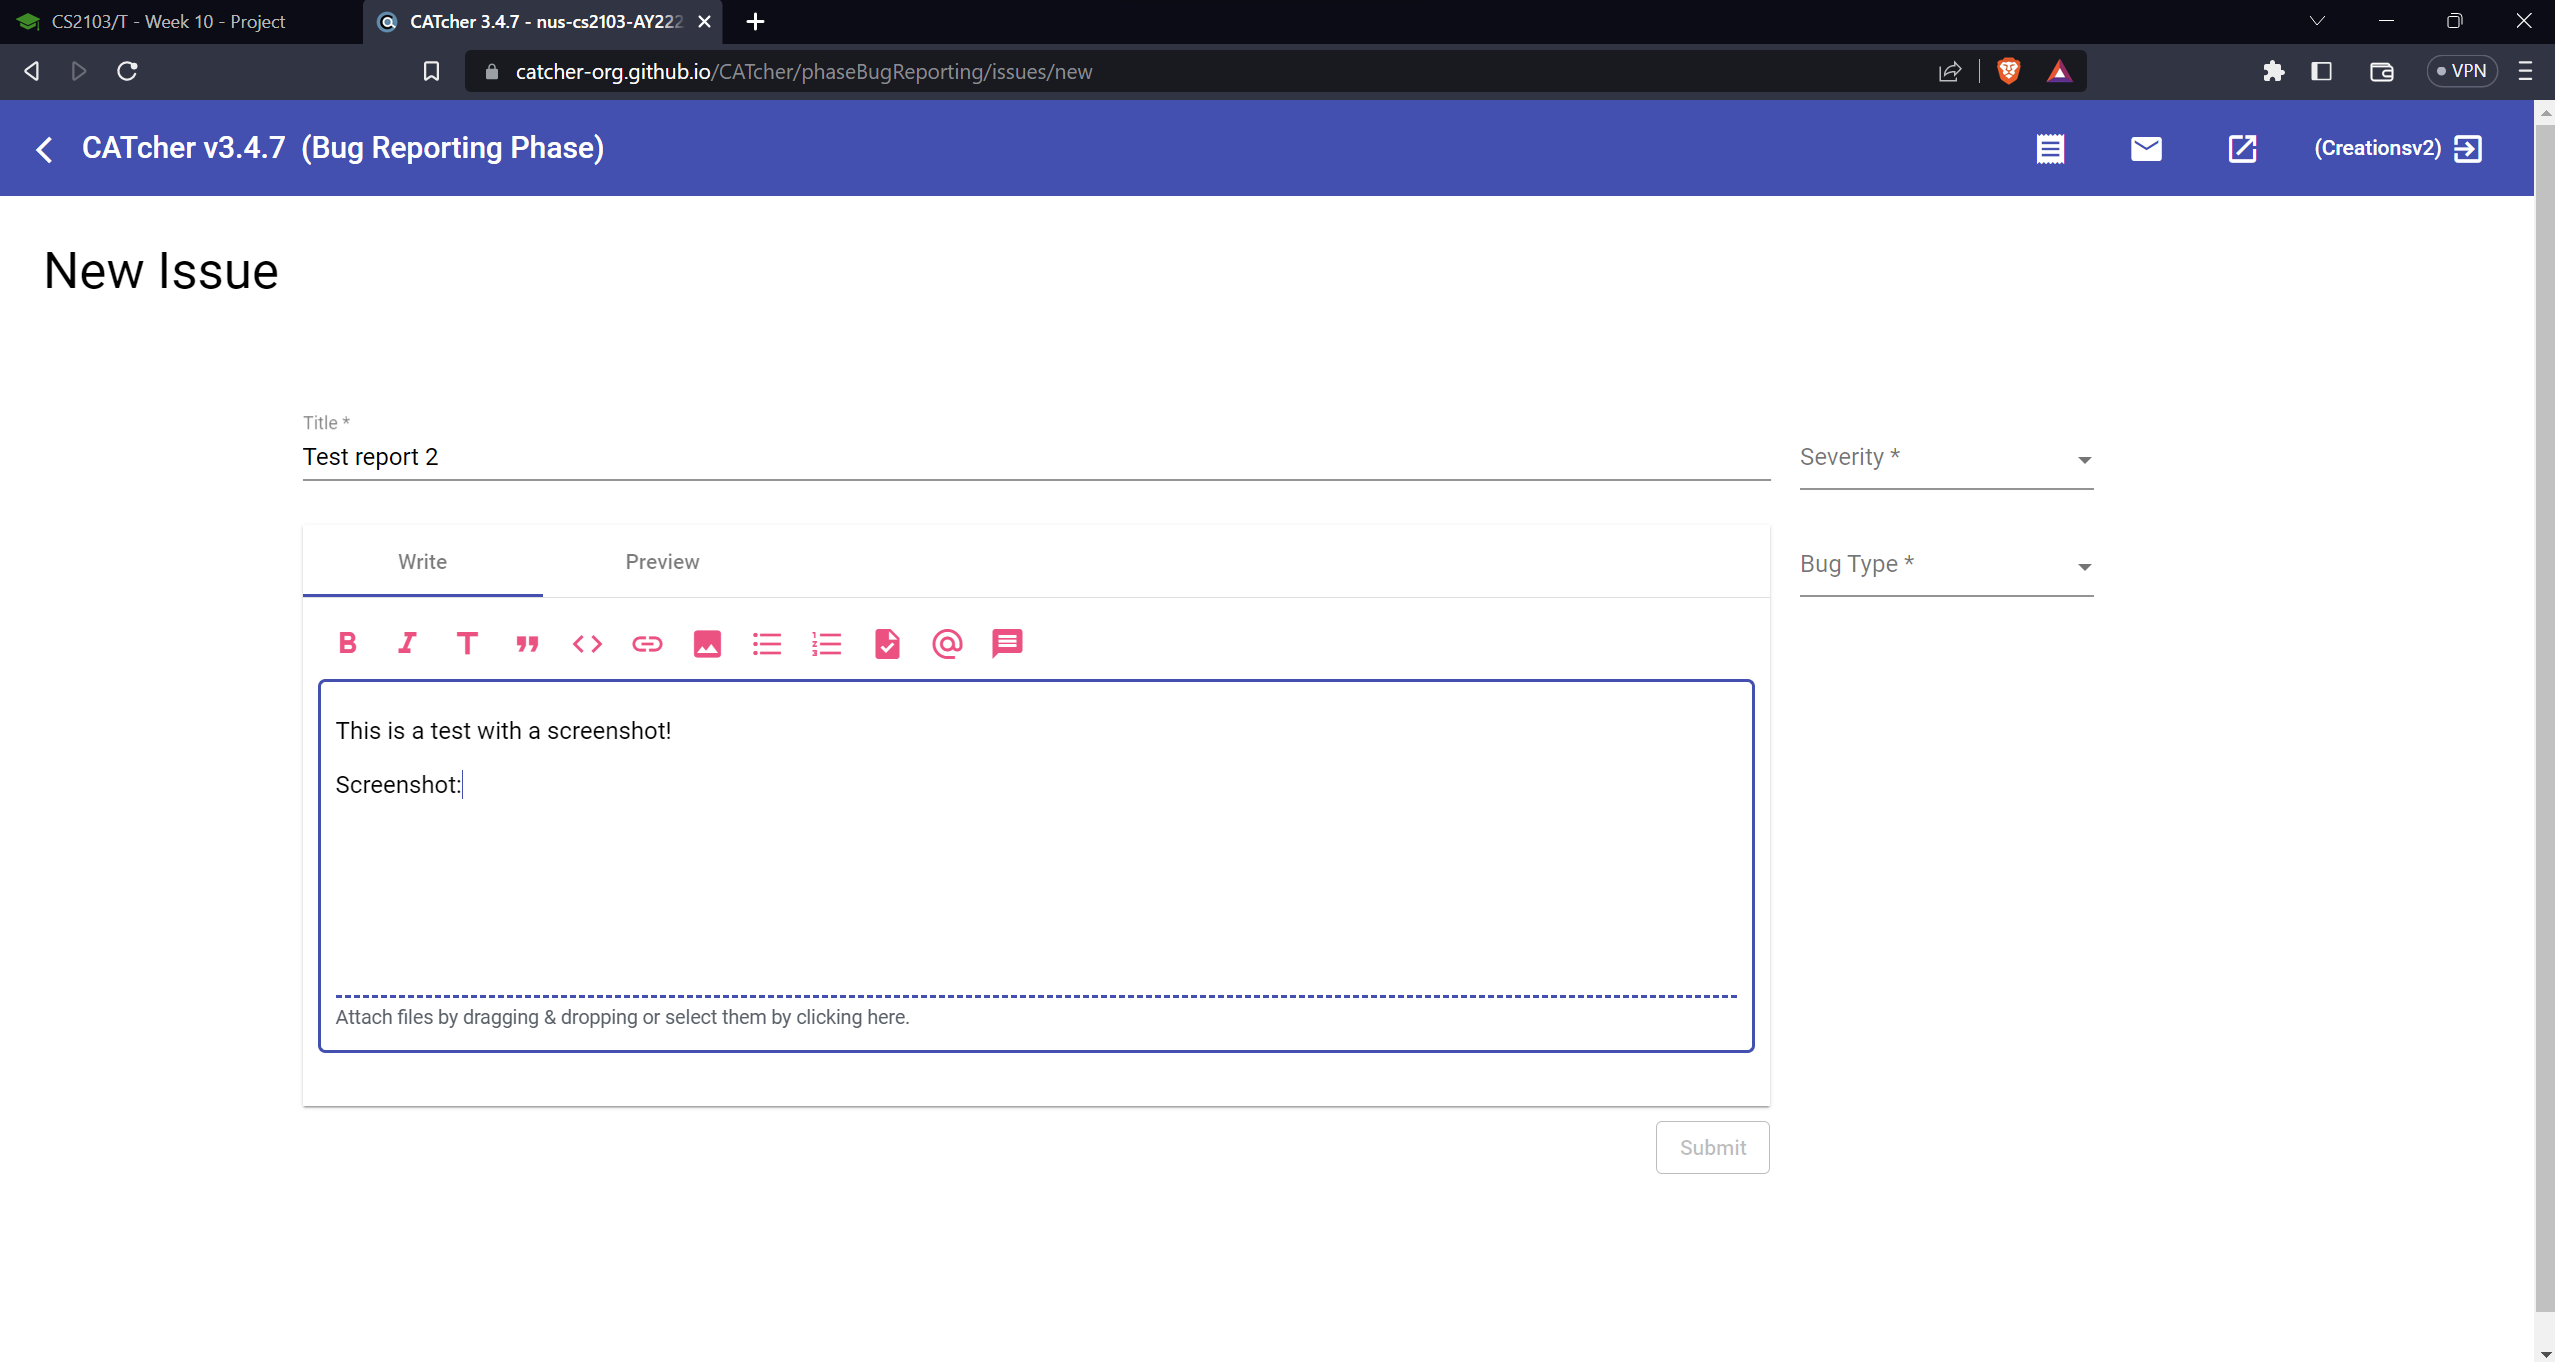 CS2103/T - Week 10 - Project
CATcher 3.4.7 - nus-cs2103-AY222
catcher-org.github.io/CATcher/phaseBugReporting/issues/new
VPN
CATcher v3.4.7 (Bug Reporting Phase)
(Creationsv2)
New Issue
Title *
Test report 2
Severity *
Write
Preview
Bug Type *
This is a test with a screenshot!
Screenshot:
Attach files by dragging & dropping or select them by clicking here.
Submit